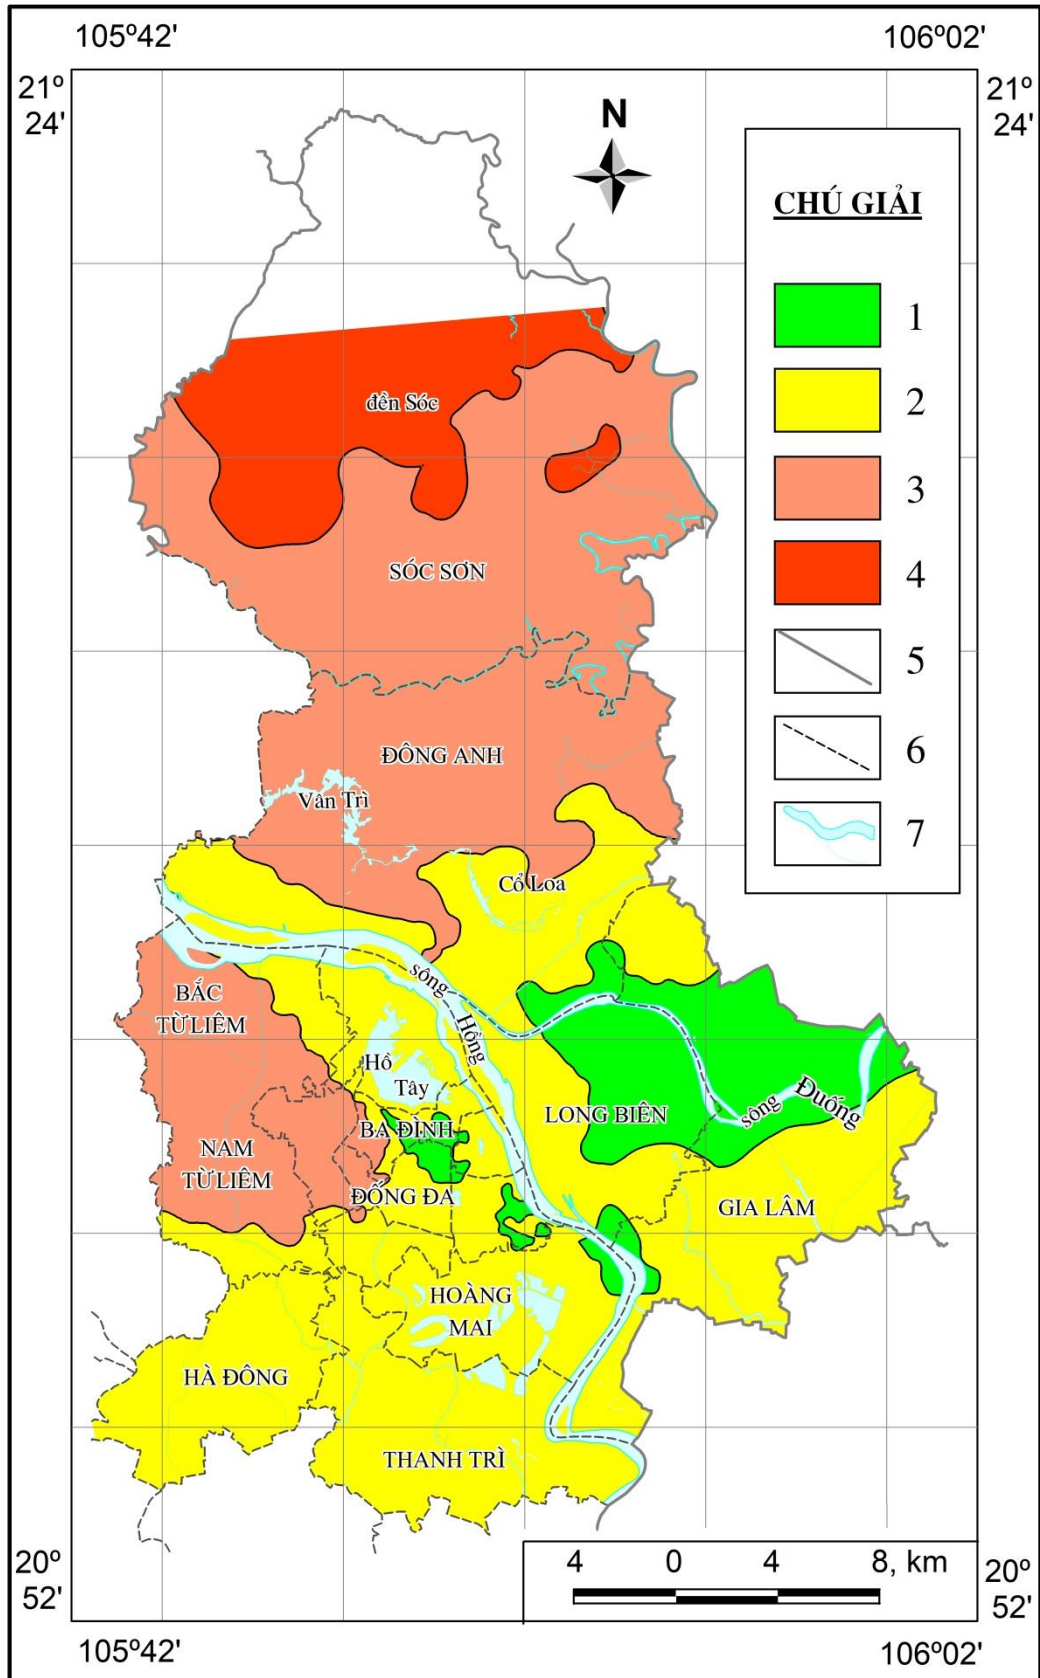 105º42'
106º02'
21º
24'
21º
24'
N
CHÚ GIẢI
1
2
3
4
5
6
7
đền Sóc
SÓC SƠN
ĐÔNG ANH
Vân Trì
Cổ Loa
sông
Hồng
BẮC
TỪ LIÊM
Hồ
Tây
LONG BIÊN
sông
Đuống
BA ĐÌNH
NAM
TỪ LIÊM
ĐỐNG ĐA
GIA LÂM
HOÀNG
MAI
HÀ ĐÔNG
THANH TRÌ
4 0 4 8, km
20º
52'
20º
52'
105º42'
106º02'